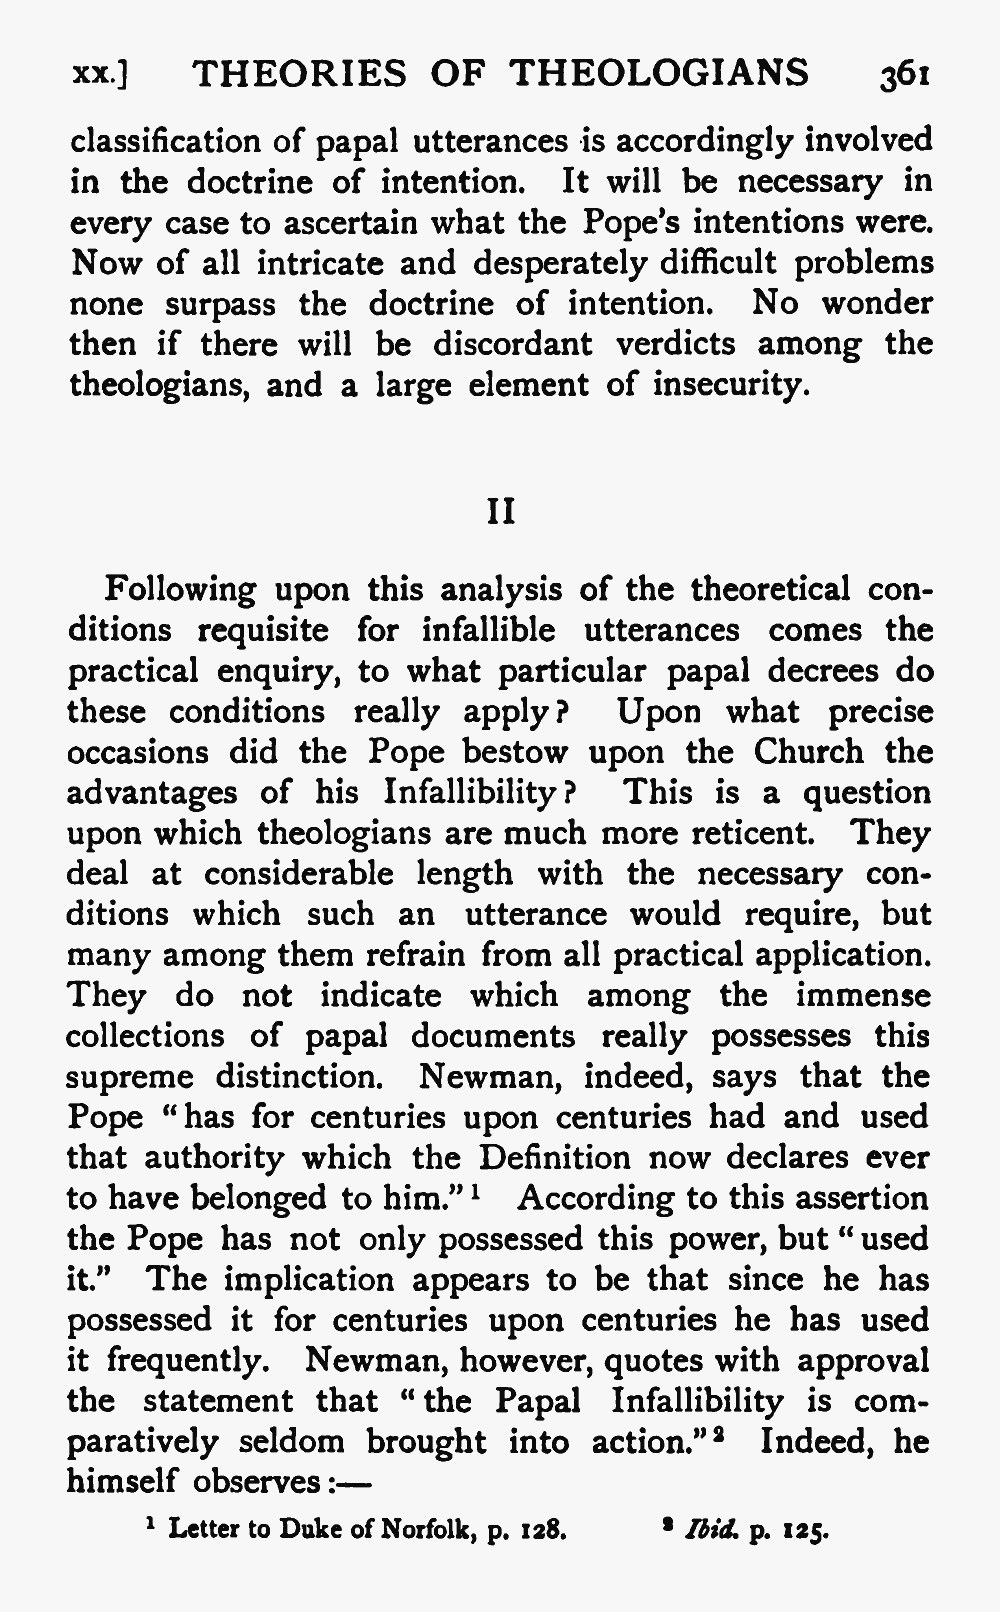 xx.] THEORIES OF THEOLOGIANS 361
classification of papal utterances is accordingly involved
in the doctrine of intention. It will be necessary in
every case to ascertain what the Pope's intentions were.
Now of all intricate and desperately difficult problems
none surpass the doctrine of intention. No wonder
then if there will be discordant verdicts among the
theologians, and a large element of insecurity.
II
Following upon this analysis of the theoretical con-
ditions requisite for infallible utterances comes the
practical enquiry, to what particular papal decrees do
these conditions really apply? Upon what precise
occasions did the Pope bestow upon the Church the
advantages of his Infallibility? This is a question
upon which theologians are much more reticent. They
deal at considerable length with the necessary con-
ditions which such an utterance would require, but
many among them refrain from all practical application.
They do not indicate which among the immense
collections of papal documents really possesses this
supreme distinction. Newman, indeed, says that the
Pope "has for centuries upon centuries had and used
that authority which the Definition now declares ever
to have belonged to him."¹ According to this assertion
the Pope has not only possessed this power, but "used
it." The implication appears to be that since he has
possessed it for centuries upon centuries he has used
it frequently. Newman, however, quotes with approval
the statement that "the Papal Infallibility is com-
paratively seldom brought into action."² Indeed, he
himself observes:—
¹ Letter to Duke of Norfolk, p. 128. ² Ibid. p. 125.